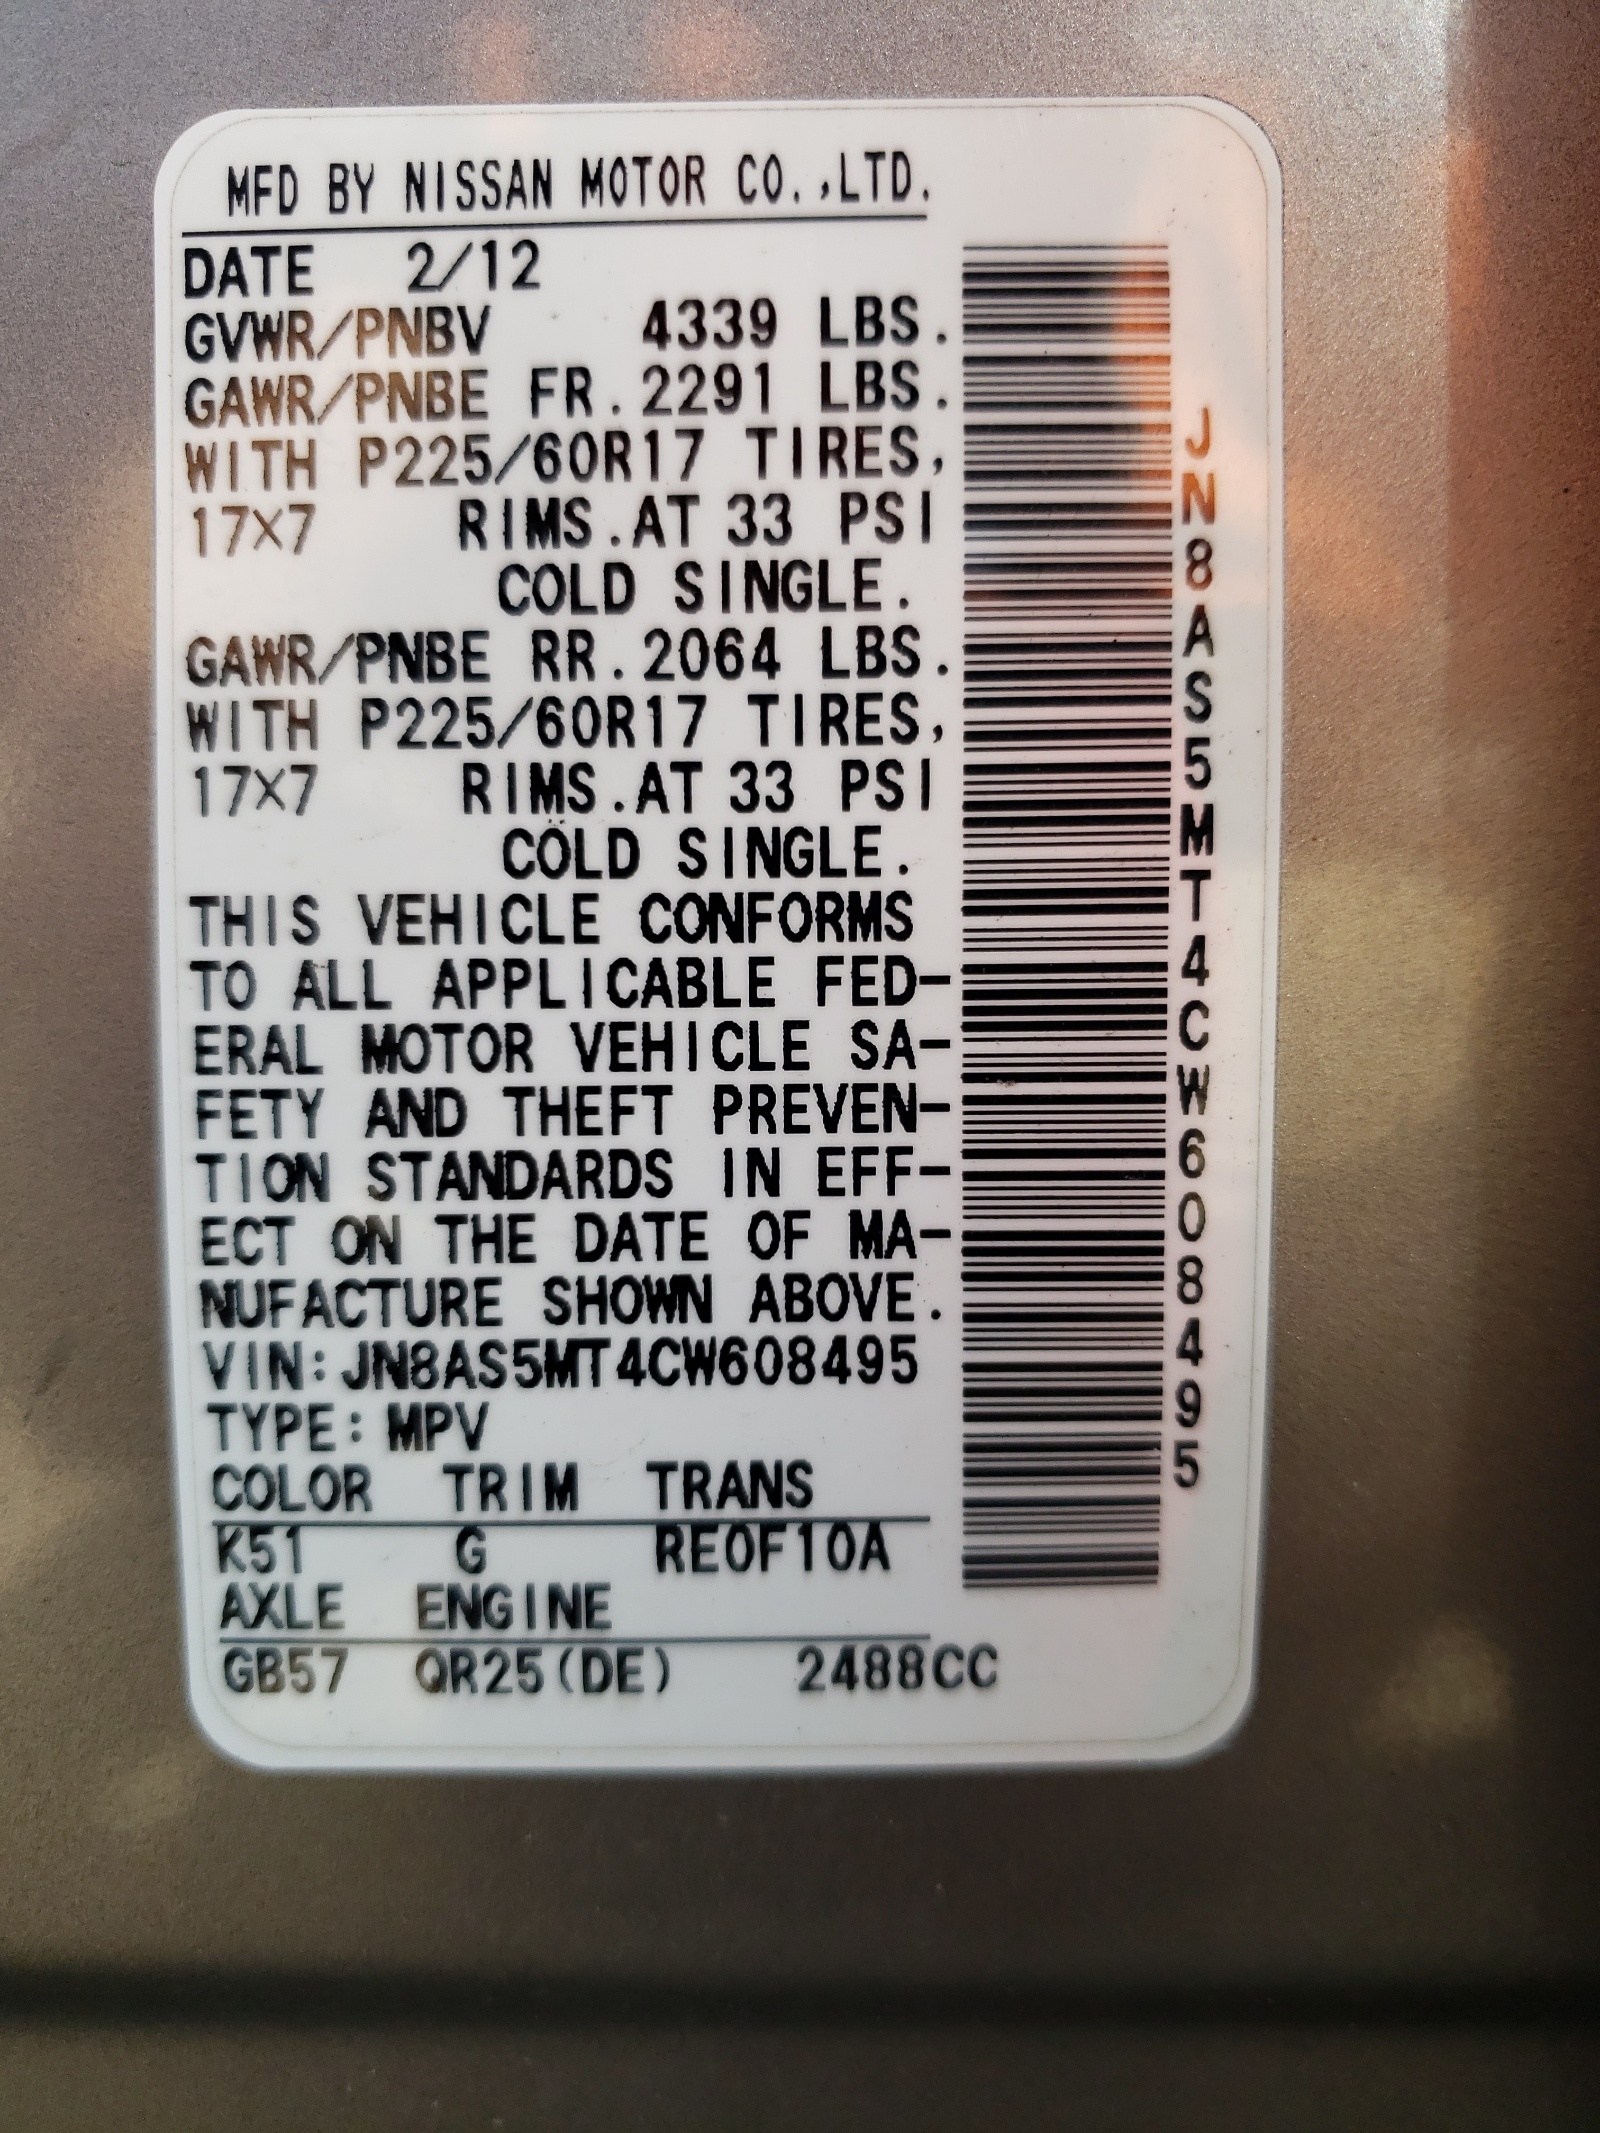 MFD BY NISSAN MOTOR CO.,LTD.
DATE 2/12
GVWR/PNBV 4339 LBS.
GAWR/PNBE FR.2291 LBS.
WITH P225/60R17 TIRES,
17×7 RIMS.AT 33 PSI
COLD SINGLE.
GAWR/PNBE RR.2064 LBS.
WITH P225/60R17 TIRES,
17×7 RIMS.AT 33 PSI
COLD SINGLE.
THIS VEHICLE CONFORMS
TO ALL APPLICABLE FED-
ERAL MOTOR VEHICLE SA-
FETY AND THEFT PREVEN-
TION STANDARDS IN EFF-
ECT ON THE DATE OF MA-
NUFACTURE SHOWN ABOVE.
VIN:JN8AS5MT4CW608495
TYPE:MPV
COLOR TRIM TRANS
K51 G RE0F10A
AXLE ENGINE
GB57 QR25(DE) 2488CC
JN8AS5MT4CW608495